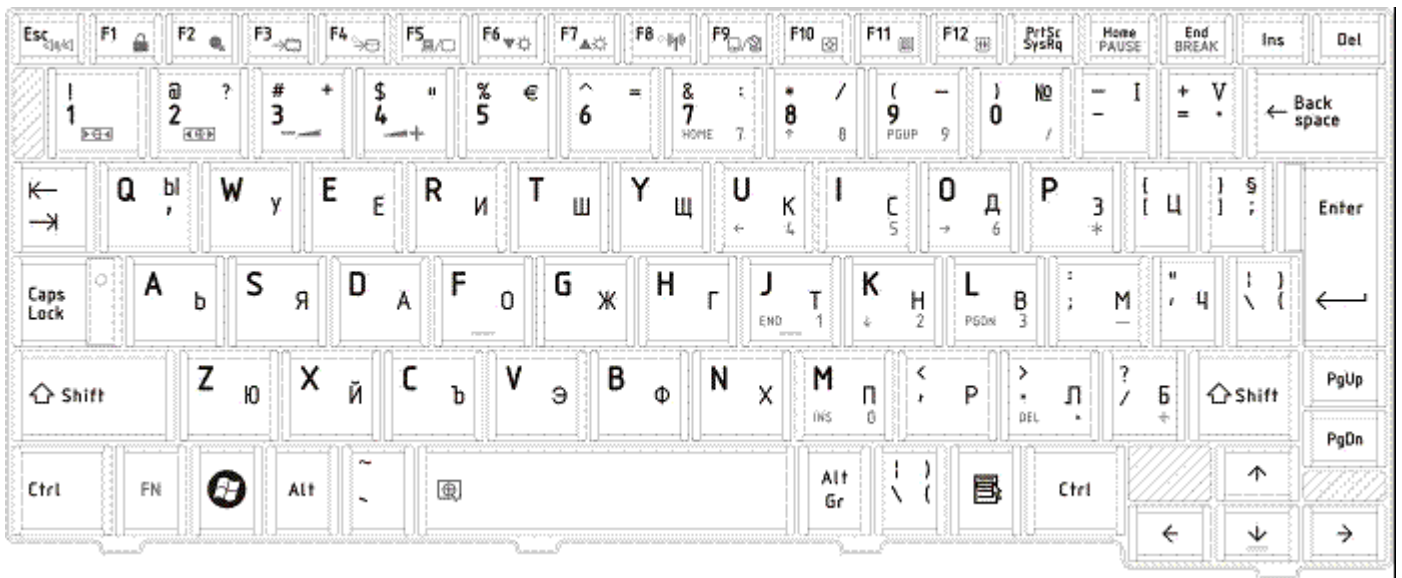 Esc F1 F2 F3 F4 F5 F6 F7 F8 F9 F10 F11 F12 PrtSc SysRq Home PAUSE End BREAK Ins Del
! 1 @ ? 2 # + 3 $ " 4 % € 5 ^ = 6 & : 7 HOME 7 * / 8 ↑ 8 ( – 9 PGUP 9 ) № 0 / _ I - + V = . ← Back space
Q Ы , W У E Е R И T Ш Y Щ U К ← 4 I С 5 O Д → 6 P З * { [ Ц } ] § ; Enter
Caps Lock A Ь S Я D А F О G Ж H Г J Т END 1 K Н ↓ 2 L В PGDN 3 : ; М – " ' Ч ¦ \ ) (
Shift Z Ю X Й C Ъ V Э B Ф N Х M П INS 0 < , Р > . Л DEL . ? / Б + Shift PgUp
PgDn
Ctrl FN Alt ~ ` Alt Gr ¦ \ ) ( Ctrl ↑
← ↓ →